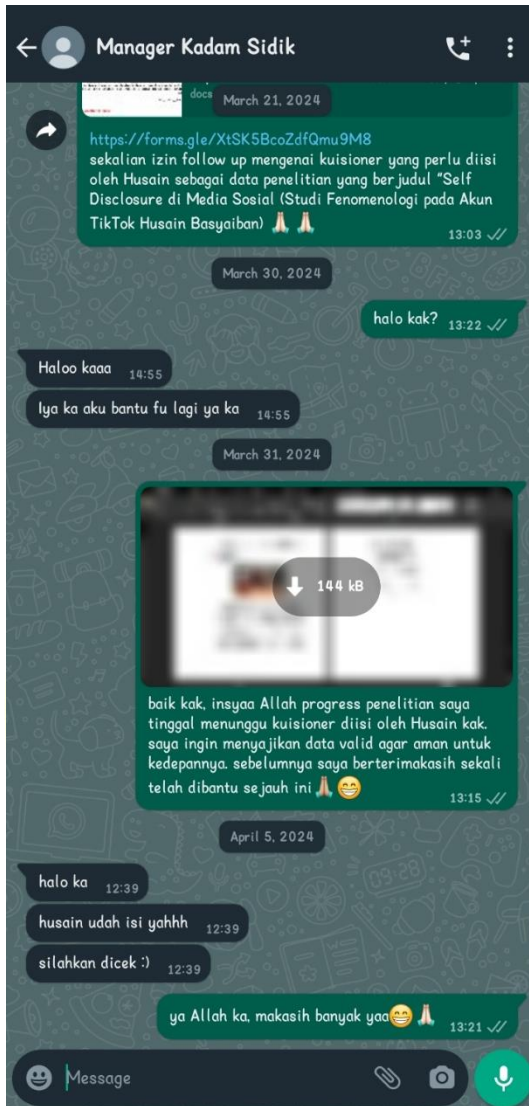 Manager Kadam Sidik
docs
March 21, 2024
https://forms.gle/XtSK5BcoZdfQmu9M8
sekalian izin follow up mengenai kuisioner yang perlu diisi
oleh Husain sebagai data penelitian yang berjudul "Self
Disclosure di Media Sosial (Studi Fenomenologi pada Akun
TikTok Husain Basyaiban) 🙏🏻 🙏🏻
13:03
March 30, 2024
halo kak? 13:22
Haloo kaaa 14:55
Iya ka aku bantu fu lagi ya ka 14:55
March 31, 2024
144 kB
baik kak, insyaa Allah progress penelitian saya
tinggal menunggu kuisioner diisi oleh Husain kak.
saya ingin menyajikan data valid agar aman untuk
kedepannya. sebelumnya saya berterimakasih sekali
telah dibantu sejauh ini 🙏🏻 😁
13:15
April 5, 2024
halo ka 12:39
husain udah isi yahhh 12:39
silahkan dicek :) 12:39
ya Allah ka, makasih banyak yaa😁 🙏🏻 13:21
Message